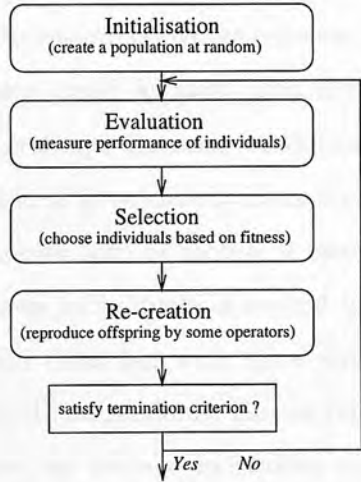 Initialisation
(create a population at random)
Evaluation
(measure performance of individuals)
Selection
(choose individuals based on fitness)
Re-creation
(reproduce offspring by some operators)
satisfy termination criterion ?
Yes No